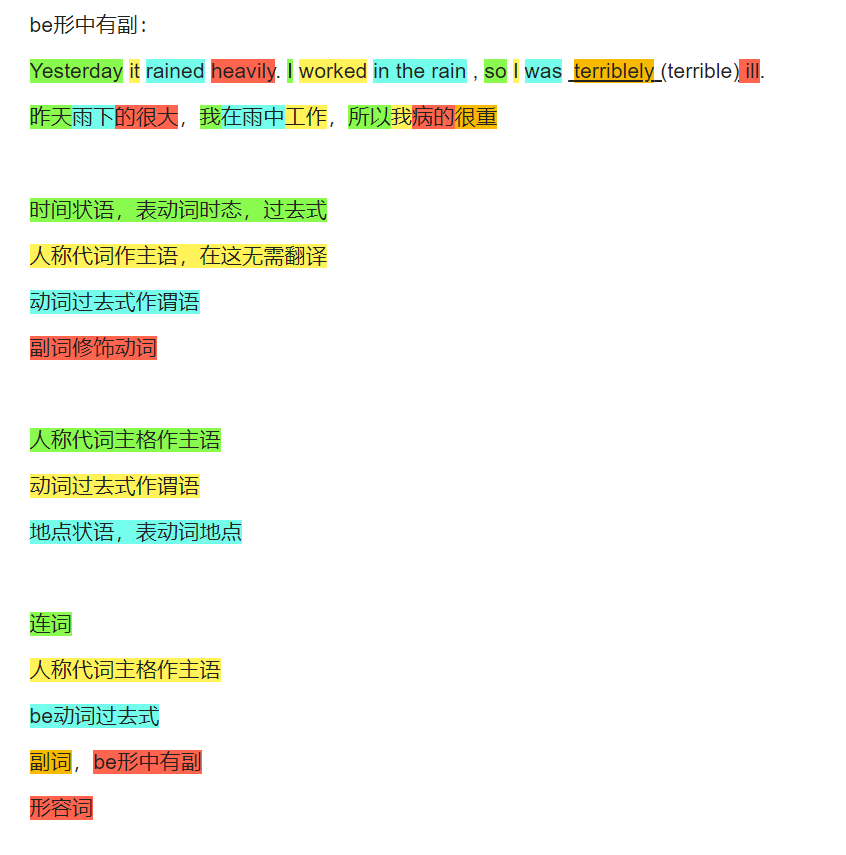 be形中有副：
Yesterday it rained heavily. I worked in the rain , so I was  terriblely (terrible) ill.
昨天雨下的很大，我在雨中工作，所以我病的很重
时间状语，表动词时态，过去式
人称代词作主语，在这无需翻译
动词过去式作谓语
副词修饰动词
人称代词主格作主语
动词过去式作谓语
地点状语，表动词地点
连词
人称代词主格作主语
be动词过去式
副词，be形中有副
形容词